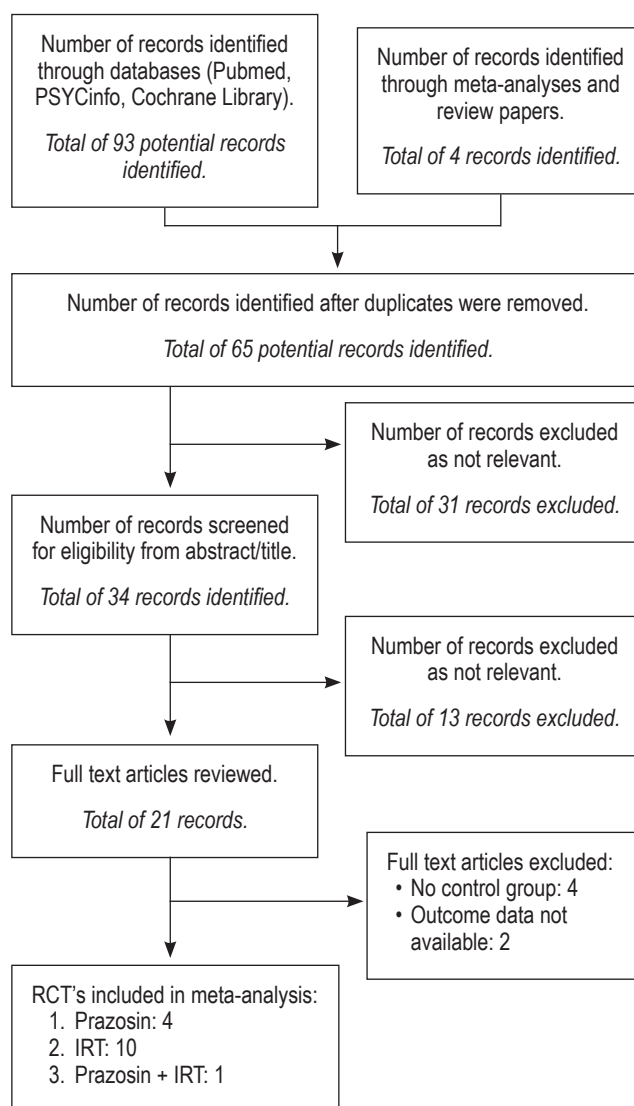 Number of records identified
through databases (Pubmed,
PSYCinfo, Cochrane Library).
Total of 93 potential records
identified.
Number of records identified
through meta-analyses and
review papers.
Total of 4 records identified.
Number of records identified after duplicates were removed.
Total of 65 potential records identified.
Number of records excluded
as not relevant.
Total of 31 records excluded.
Number of records screened
for eligibility from abstract/title.
Total of 34 records identified.
Number of records excluded
as not relevant.
Total of 13 records excluded.
Full text articles reviewed.
Total of 21 records.
Full text articles excluded:
• No control group: 4
• Outcome data not
available: 2
RCT's included in meta-analysis:
1. Prazosin: 4
2. IRT: 10
3. Prazosin + IRT: 1